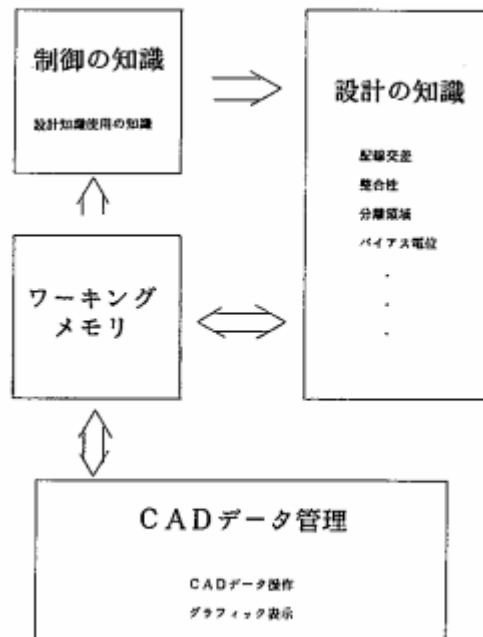 制御の知識
設計知識使用の知識
設計の知識
配線交差
整合性
分離領域
バイアス電位
.
.
.
ワーキング
メモリ
CADデータ管理
CADデータ操作
グラフィック表示